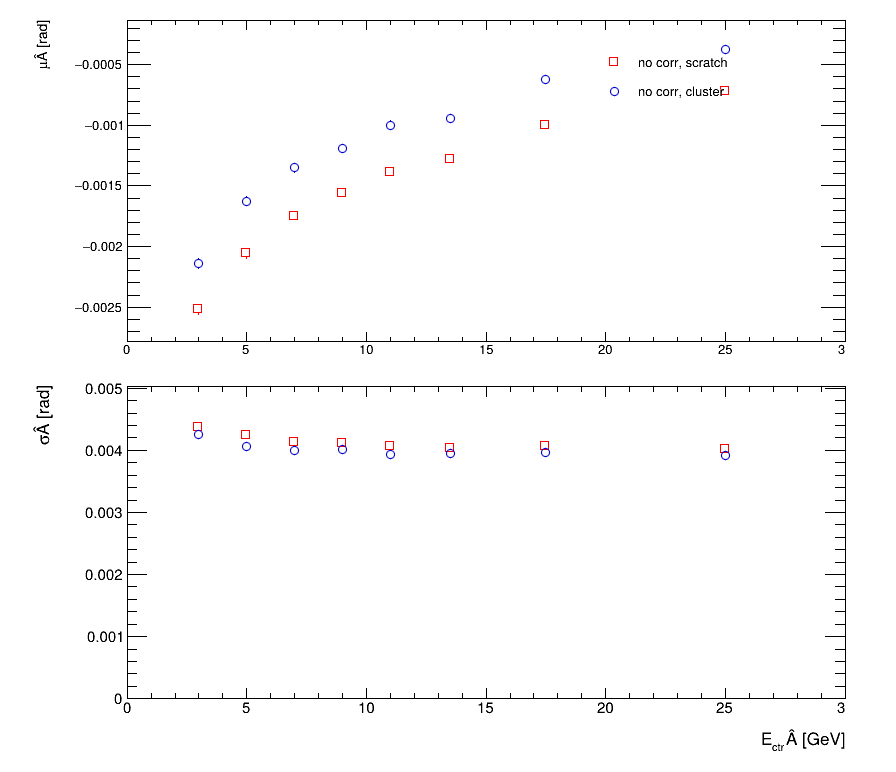 μÂ [rad]
−0.0005
−0.001
−0.0015
−0.002
−0.0025
no corr, scratch
no corr, cluster
0 5 10 15 20 25 3
σÂ [rad]
0.005
0.004
0.003
0.002
0.001
0
0 5 10 15 20 25 3
E_ctr Â [GeV]